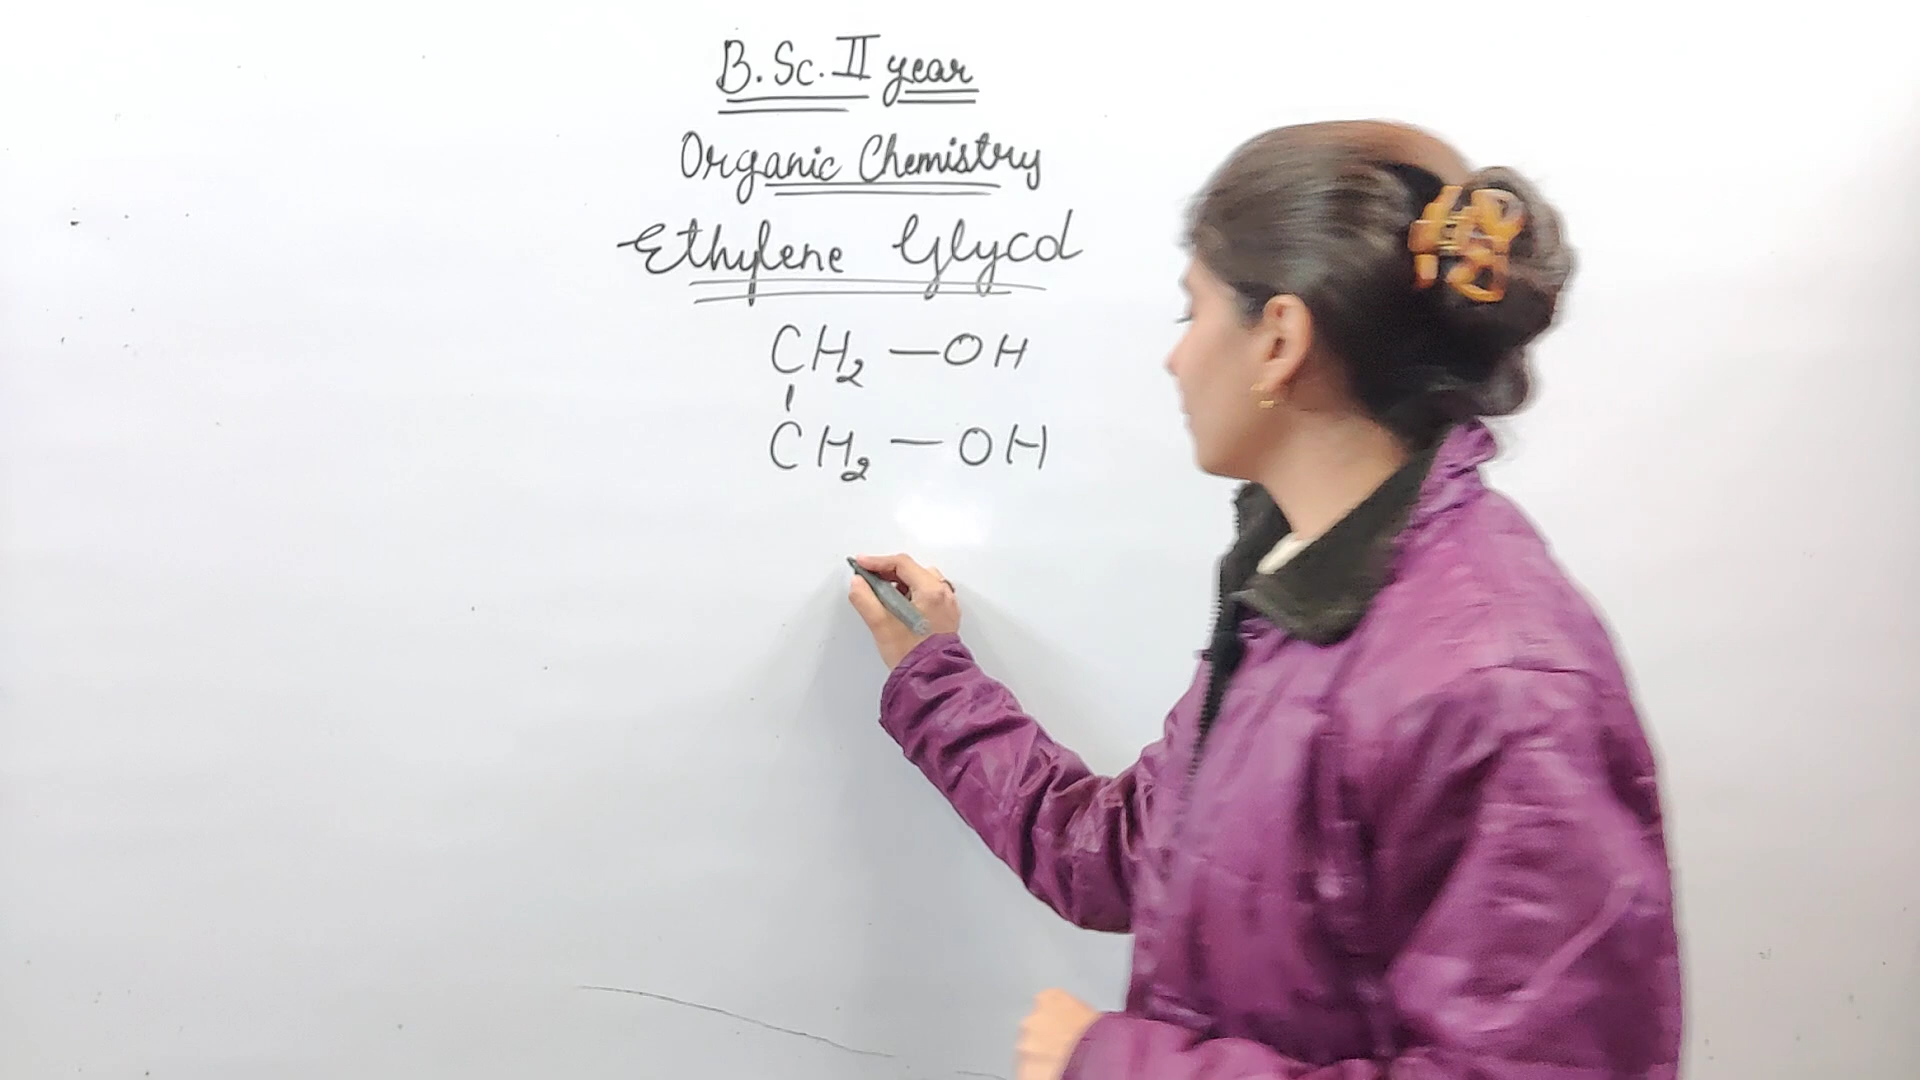 B.Sc. II year
Organic Chemistry
Ethylene Glycol
CH₂ — OH
|
CH₂ — OH